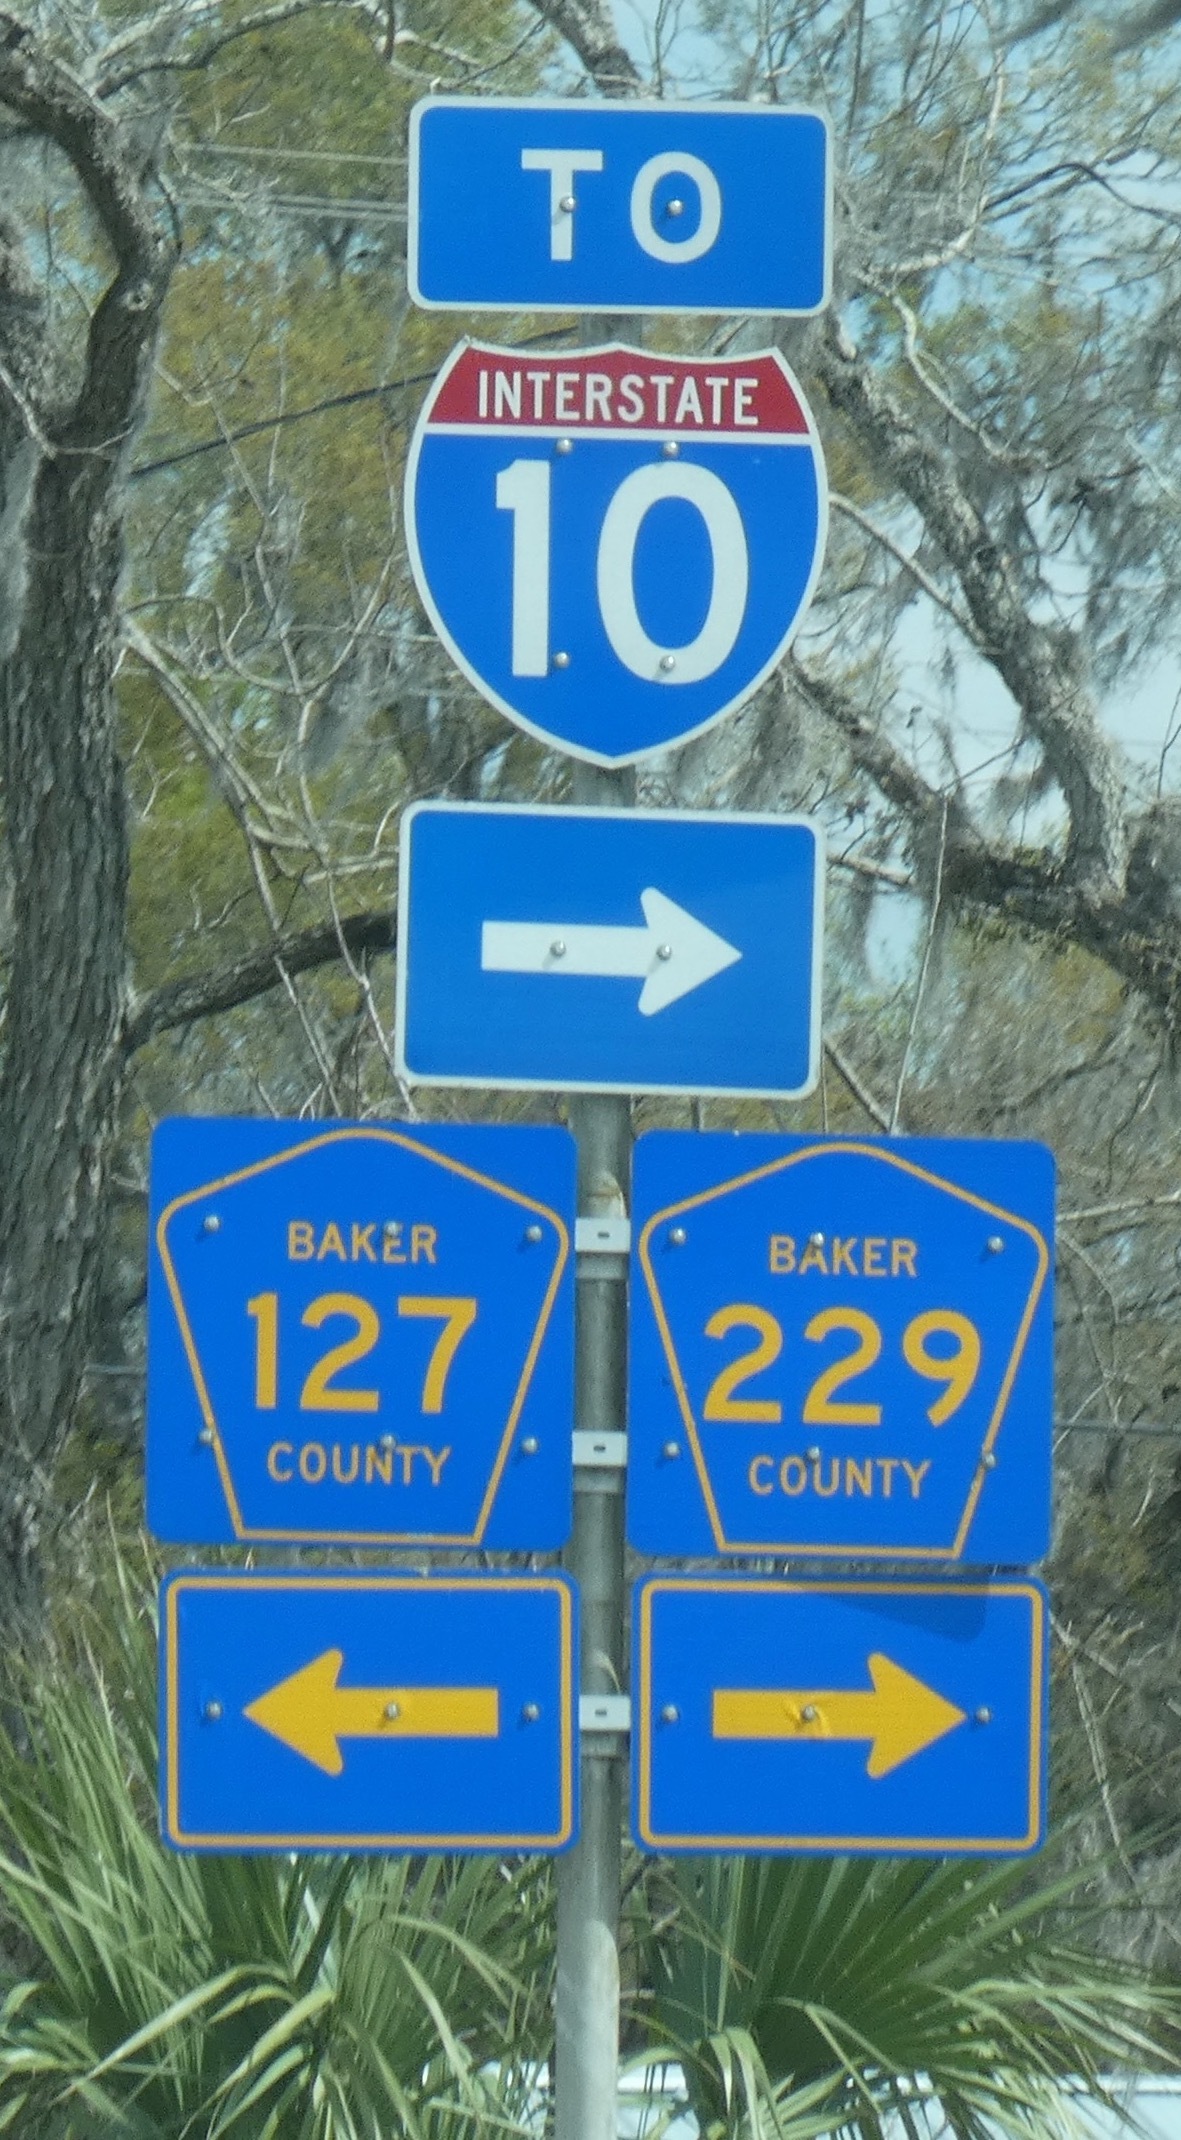 TO
INTERSTATE
10
BAKER
127
COUNTY
BAKER
229
COUNTY